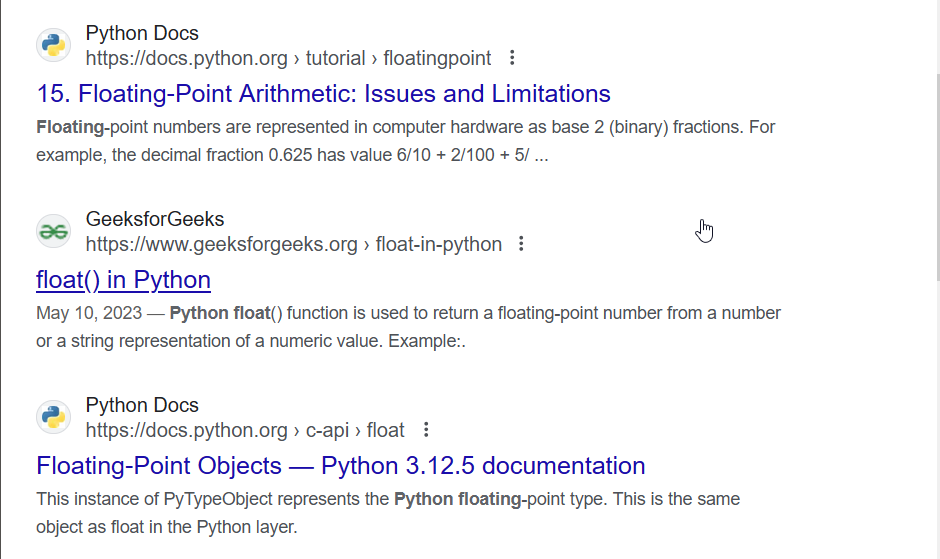 Python Docs
https://docs.python.org › tutorial › floatingpoint
15. Floating-Point Arithmetic: Issues and Limitations
Floating-point numbers are represented in computer hardware as base 2 (binary) fractions. For
example, the decimal fraction 0.625 has value 6/10 + 2/100 + 5/ ...
GeeksforGeeks
https://www.geeksforgeeks.org › float-in-python
float() in Python
May 10, 2023 — Python float() function is used to return a floating-point number from a number
or a string representation of a numeric value. Example:.
Python Docs
https://docs.python.org › c-api › float
Floating-Point Objects — Python 3.12.5 documentation
This instance of PyTypeObject represents the Python floating-point type. This is the same
object as float in the Python layer.